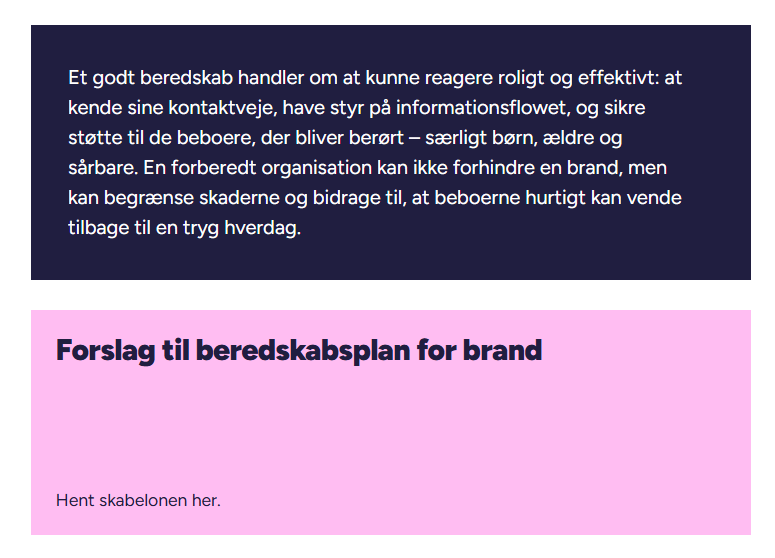 Et godt beredskab handler om at kunne reagere roligt og effektivt: at
kende sine kontaktveje, have styr på informationsflowet, og sikre
støtte til de beboere, der bliver berørt – særligt børn, ældre og
sårbare. En forberedt organisation kan ikke forhindre en brand, men
kan begrænse skaderne og bidrage til, at beboerne hurtigt kan vende
tilbage til en tryg hverdag.
Forslag til beredskabsplan for brand
Hent skabelonen her.